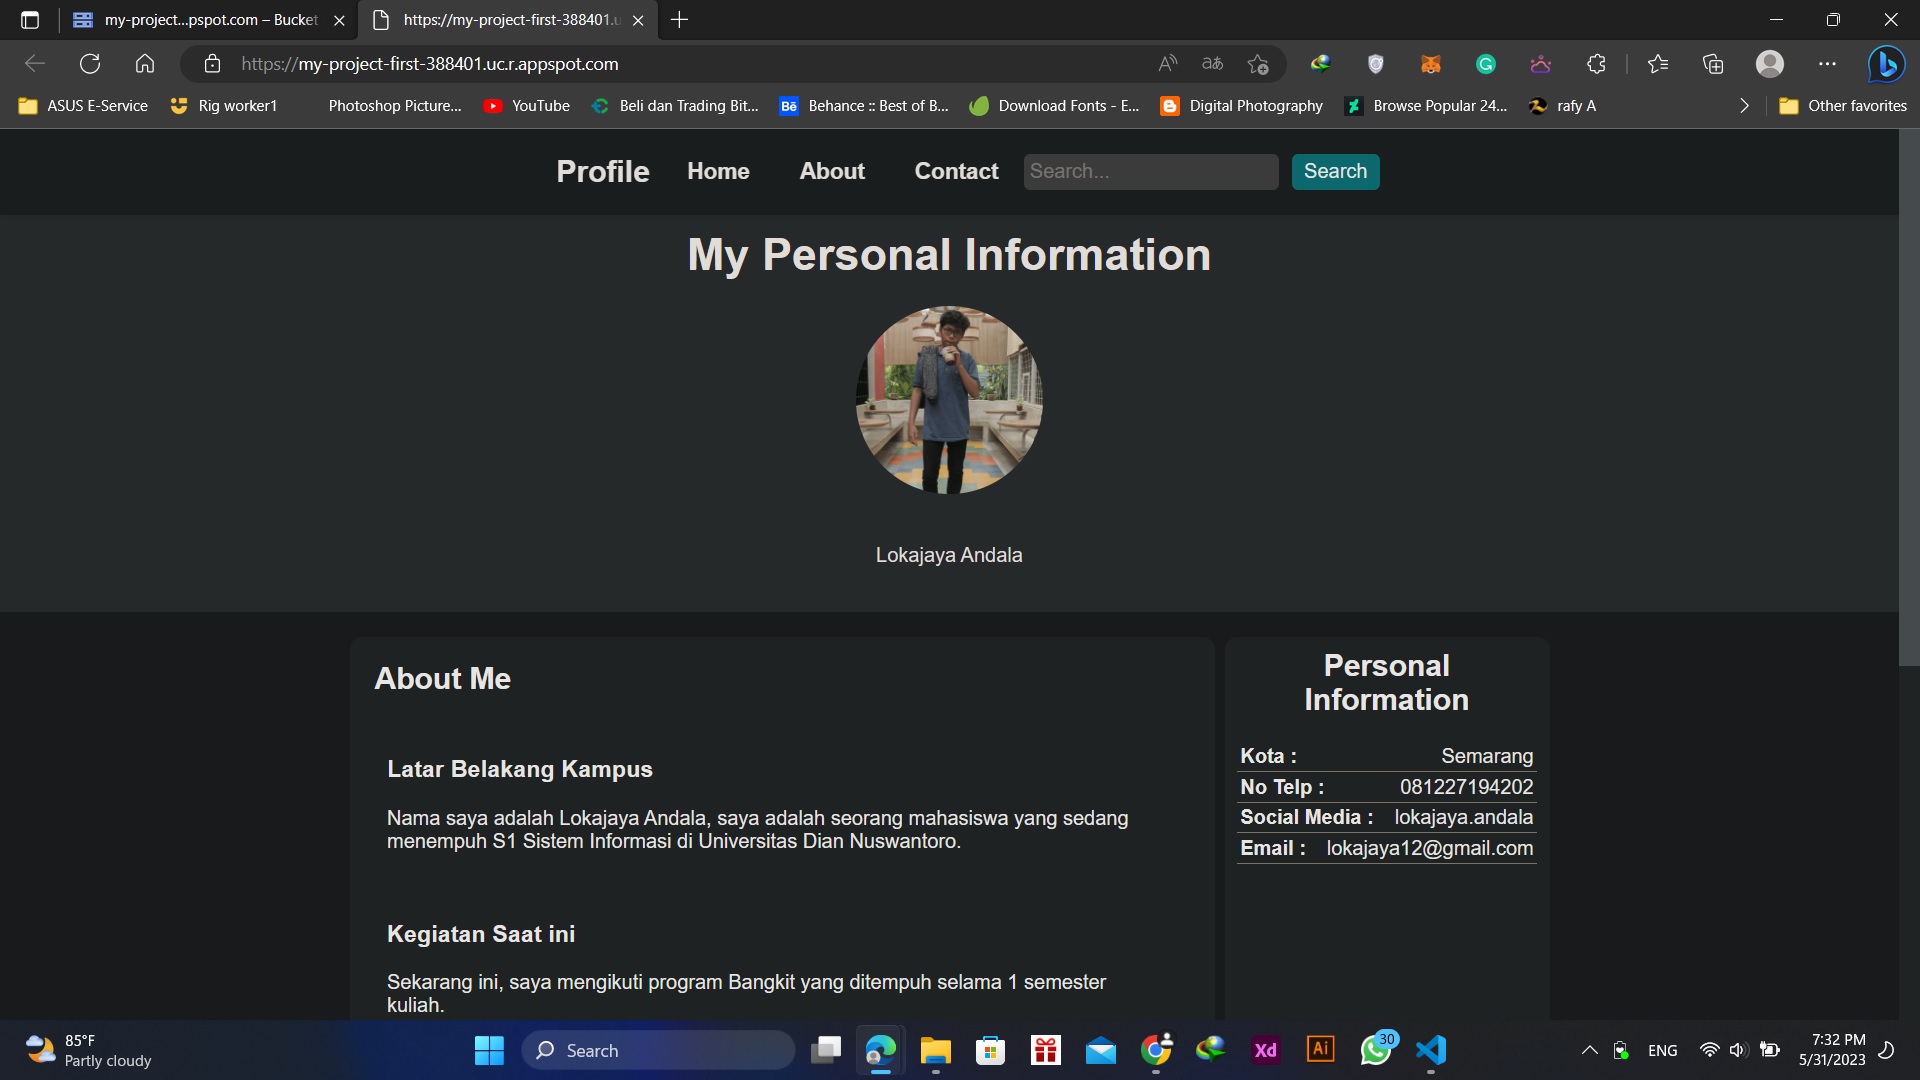 my-project...pspot.com – Bucket
https://my-project-first-388401.u
https://my-project-first-388401.uc.r.appspot.com
ASUS E-Service
Rig worker1
Photoshop Picture...
YouTube
Beli dan Trading Bit...
Behance :: Best of B...
Download Fonts - E...
Digital Photography
Browse Popular 24...
rafy A
Other favorites
Profile
Home
About
Contact
Search...
Search
My Personal Information
Lokajaya Andala
About Me
Latar Belakang Kampus
Nama saya adalah Lokajaya Andala, saya adalah seorang mahasiswa yang sedang
menempuh S1 Sistem Informasi di Universitas Dian Nuswantoro.
Kegiatan Saat ini
Sekarang ini, saya mengikuti program Bangkit yang ditempuh selama 1 semester
kuliah.
Personal
Information
Kota : Semarang
No Telp : 081227194202
Social Media : lokajaya.andala
Email : lokajaya12@gmail.com
85°F
Partly cloudy
Search
Xd
Ai
30
ENG
7:32 PM
5/31/2023